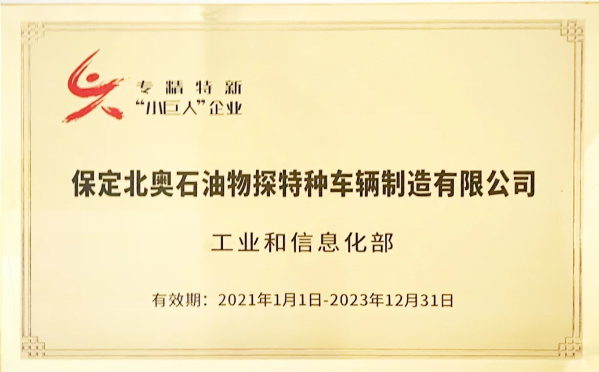 专精特新
“小巨人”企业
保定北奥石油物探特种车辆制造有限公司
工业和信息化部
有效期：2021年1月1日-2023年12月31日